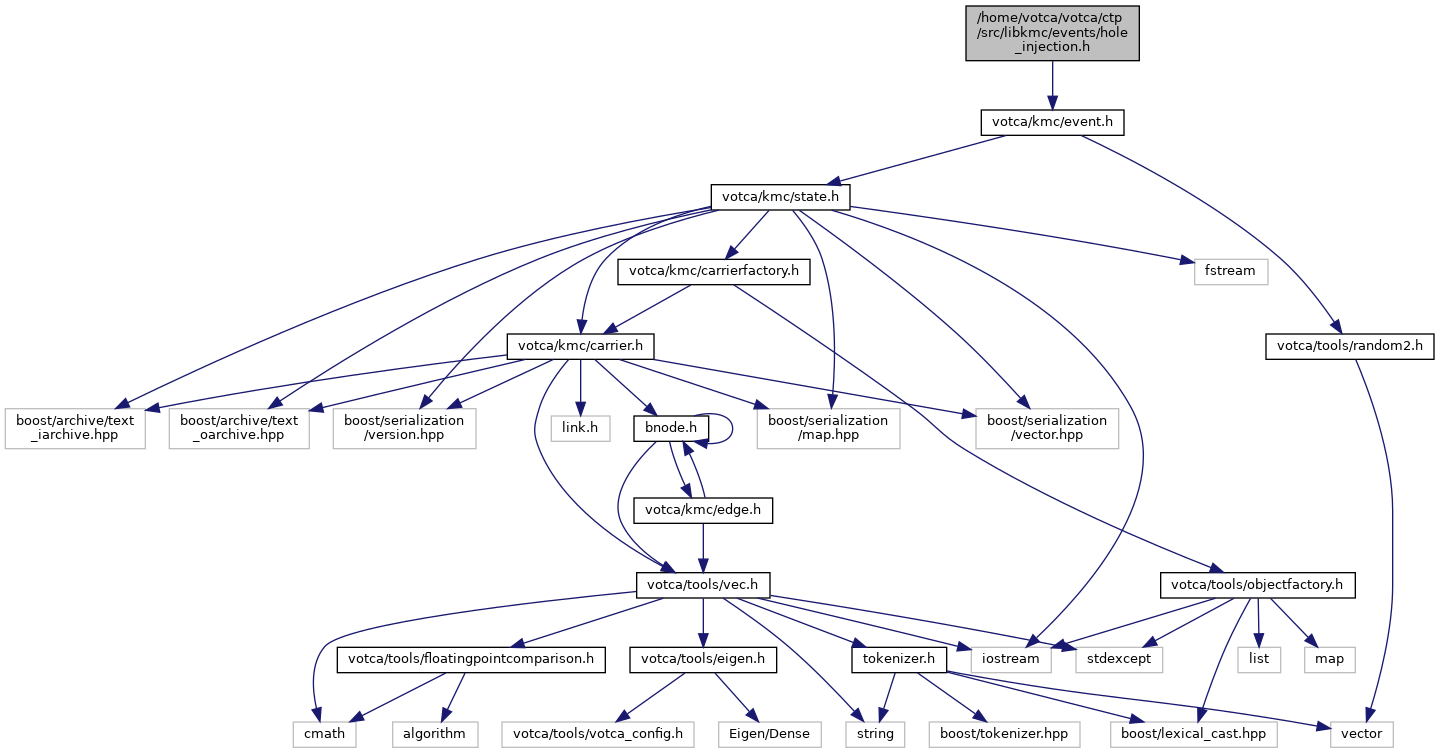 /home/votca/votca/ctp
/src/libkmc/events/hole
_injection.h
votca/kmc/event.h
votca/kmc/state.h
votca/kmc/carrierfactory.h
fstream
votca/kmc/carrier.h
votca/tools/random2.h
boost/archive/text
_iarchive.hpp
boost/archive/text
_oarchive.hpp
boost/serialization
/version.hpp
link.h
bnode.h
boost/serialization
/map.hpp
boost/serialization
/vector.hpp
votca/kmc/edge.h
votca/tools/vec.h
votca/tools/objectfactory.h
votca/tools/floatingpointcomparison.h
votca/tools/eigen.h
tokenizer.h
iostream
stdexcept
list
map
cmath
algorithm
votca/tools/votca_config.h
Eigen/Dense
string
boost/tokenizer.hpp
boost/lexical_cast.hpp
vector